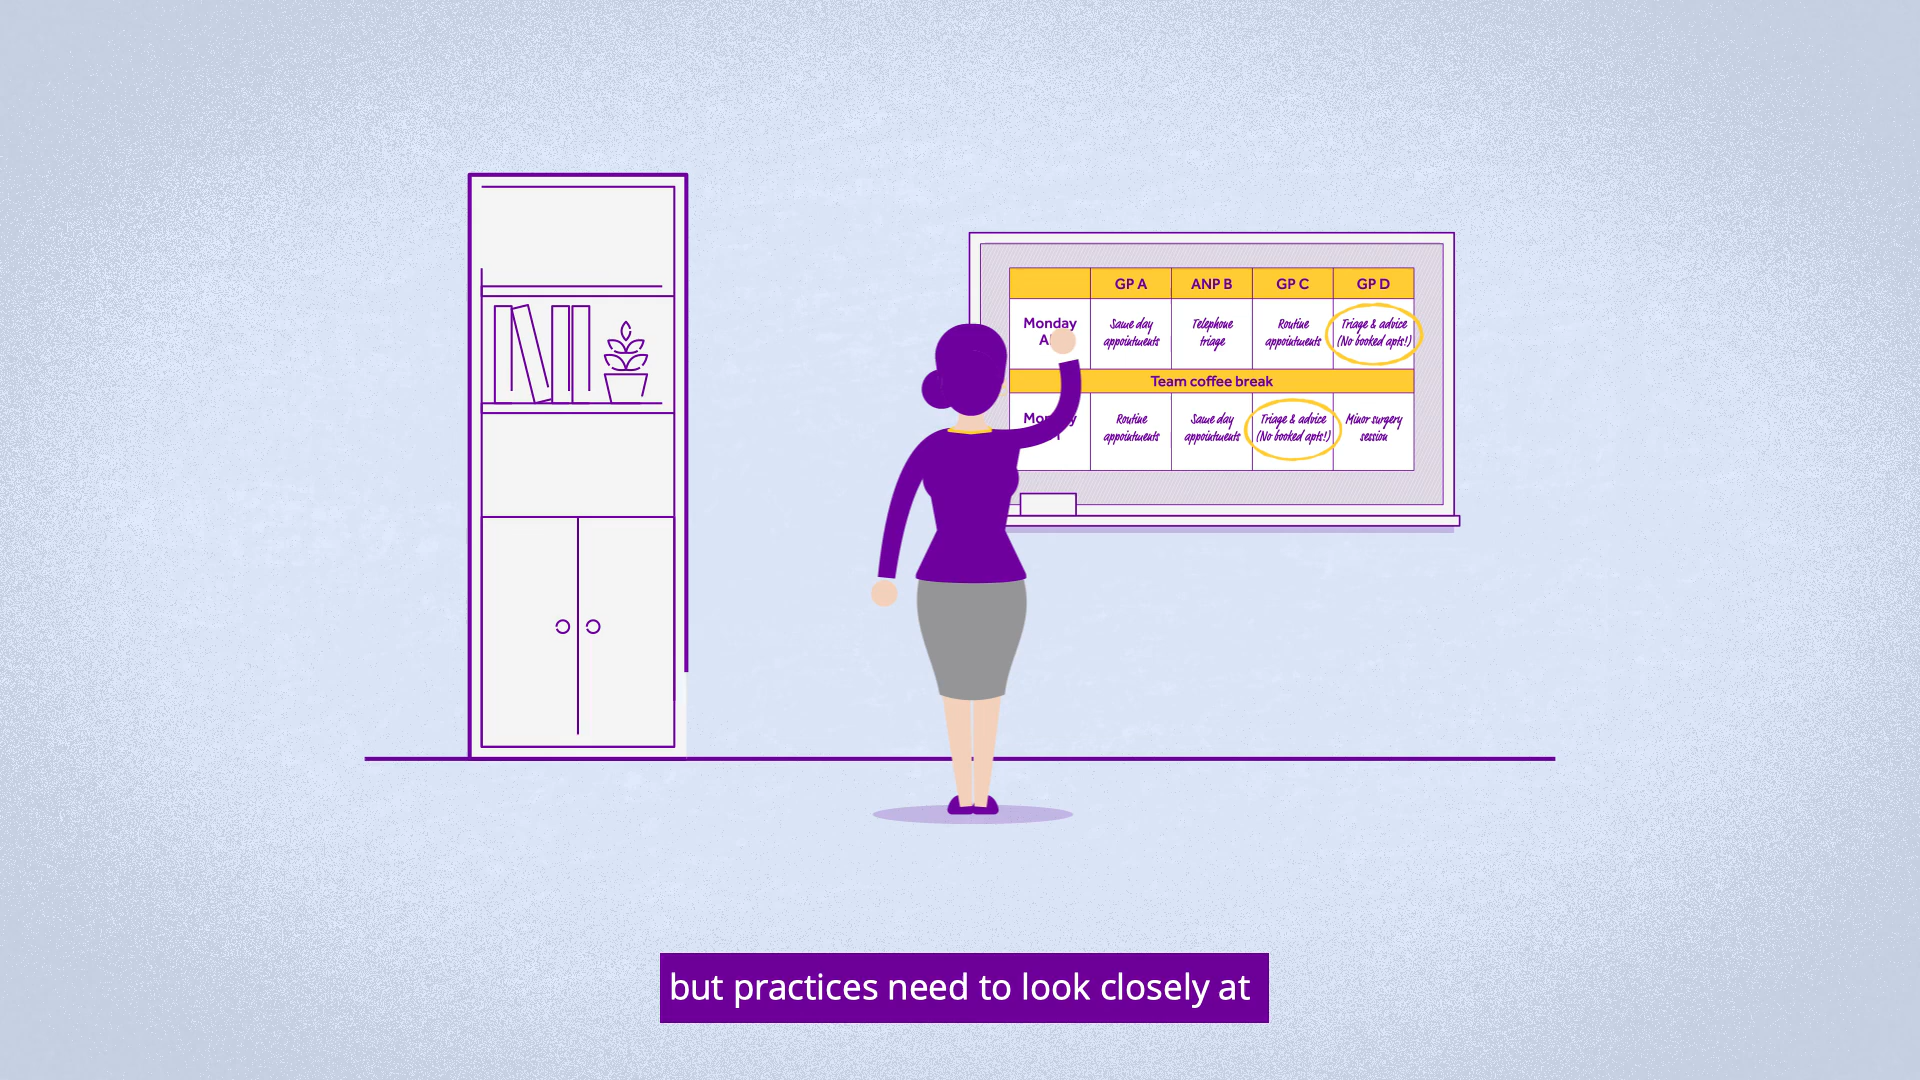 GP A ANP B GP C GP D
Monday Same day Telephone Routine Triage & advice
A appointments triage appointments (No booked apts!)
Team coffee break
Routine Same day Triage & advice Minor surgery
appointments appointments (No booked apts!) session
but practices need to look closely at